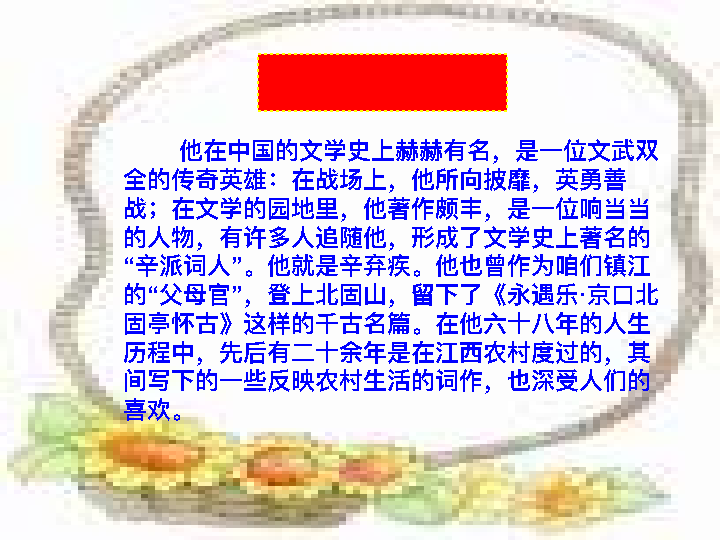 他在中国的文学史上赫赫有名，是一位文武双
全的传奇英雄：在战场上，他所向披靡，英勇善
战；在文学的园地里，他著作颇丰，是一位响当当
的人物，有许多人追随他，形成了文学史上著名的
“辛派词人”。他就是辛弃疾。他也曾作为咱们镇江
的“父母官”，登上北固山，留下了《永遇乐·京口北
固亭怀古》这样的千古名篇。在他六十八年的人生
历程中，先后有二十余年是在江西农村度过的，其
间写下的一些反映农村生活的词作，也深受人们的
喜欢。